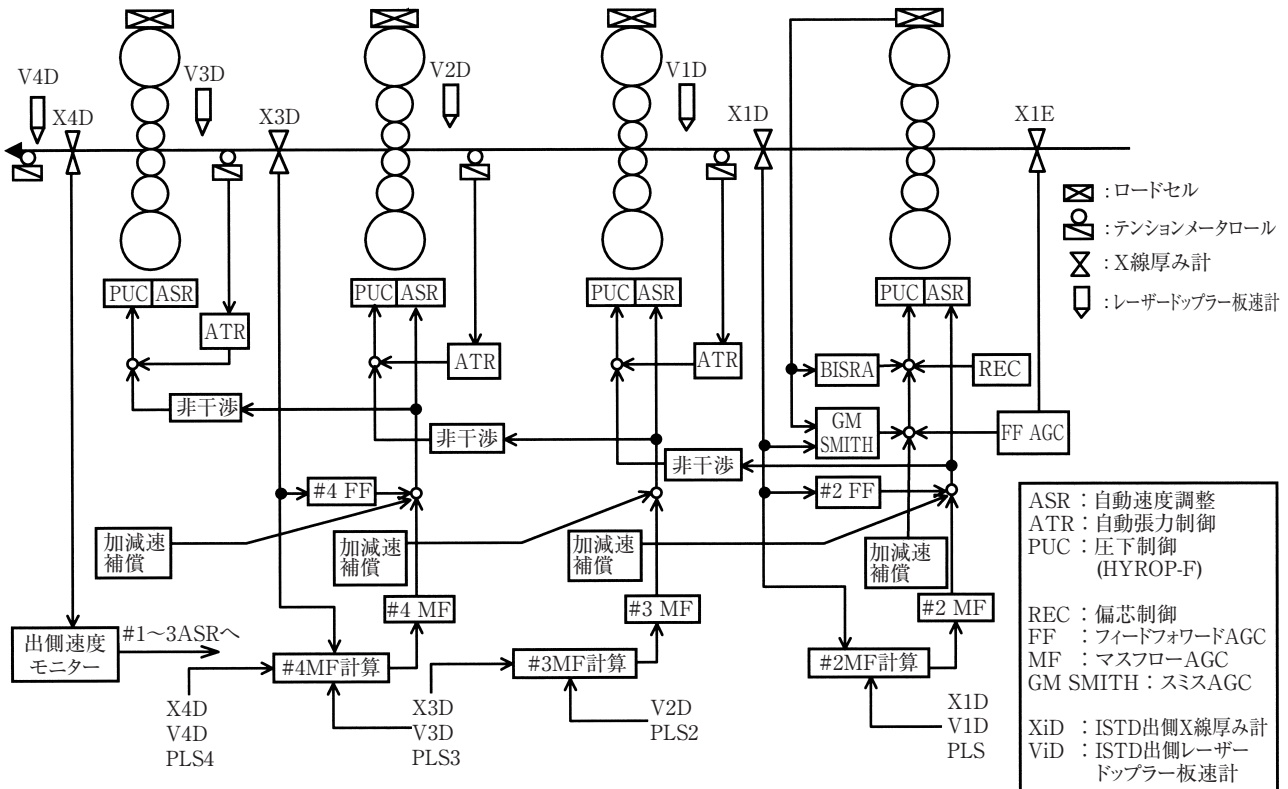 V4D
V3D
V2D
V1D
X4D
X3D
X1D
X1E
:ロードセル
:テンションメータロール
:X線厚み計
:レーザードップラー板速計
PUC ASR
PUC ASR
PUC ASR
PUC ASR
ATR
ATR
ATR
BISRA
REC
非干渉
非干渉
非干渉
GM
SMITH
FF AGC
#4 FF
#2 FF
加減速
補償
加減速
補償
加減速
補償
加減速
補償
#4 MF
#3 MF
#2 MF
出側速度
モニター
#1~3ASRへ
#4MF計算
#3MF計算
#2MF計算
X4D
V4D
PLS4
X3D
V3D
PLS3
V2D
PLS2
X1D
V1D
PLS
ASR：自動速度調整
ATR：自動張力制御
PUC：圧下制御
(HYROP-F)
REC：偏芯制御
FF：フィードフォワードAGC
MF：マスフローAGC
GM SMITH：スミスAGC
XiD：ISTD出側X線厚み計
ViD：ISTD出側レーザー
ドップラー板速計